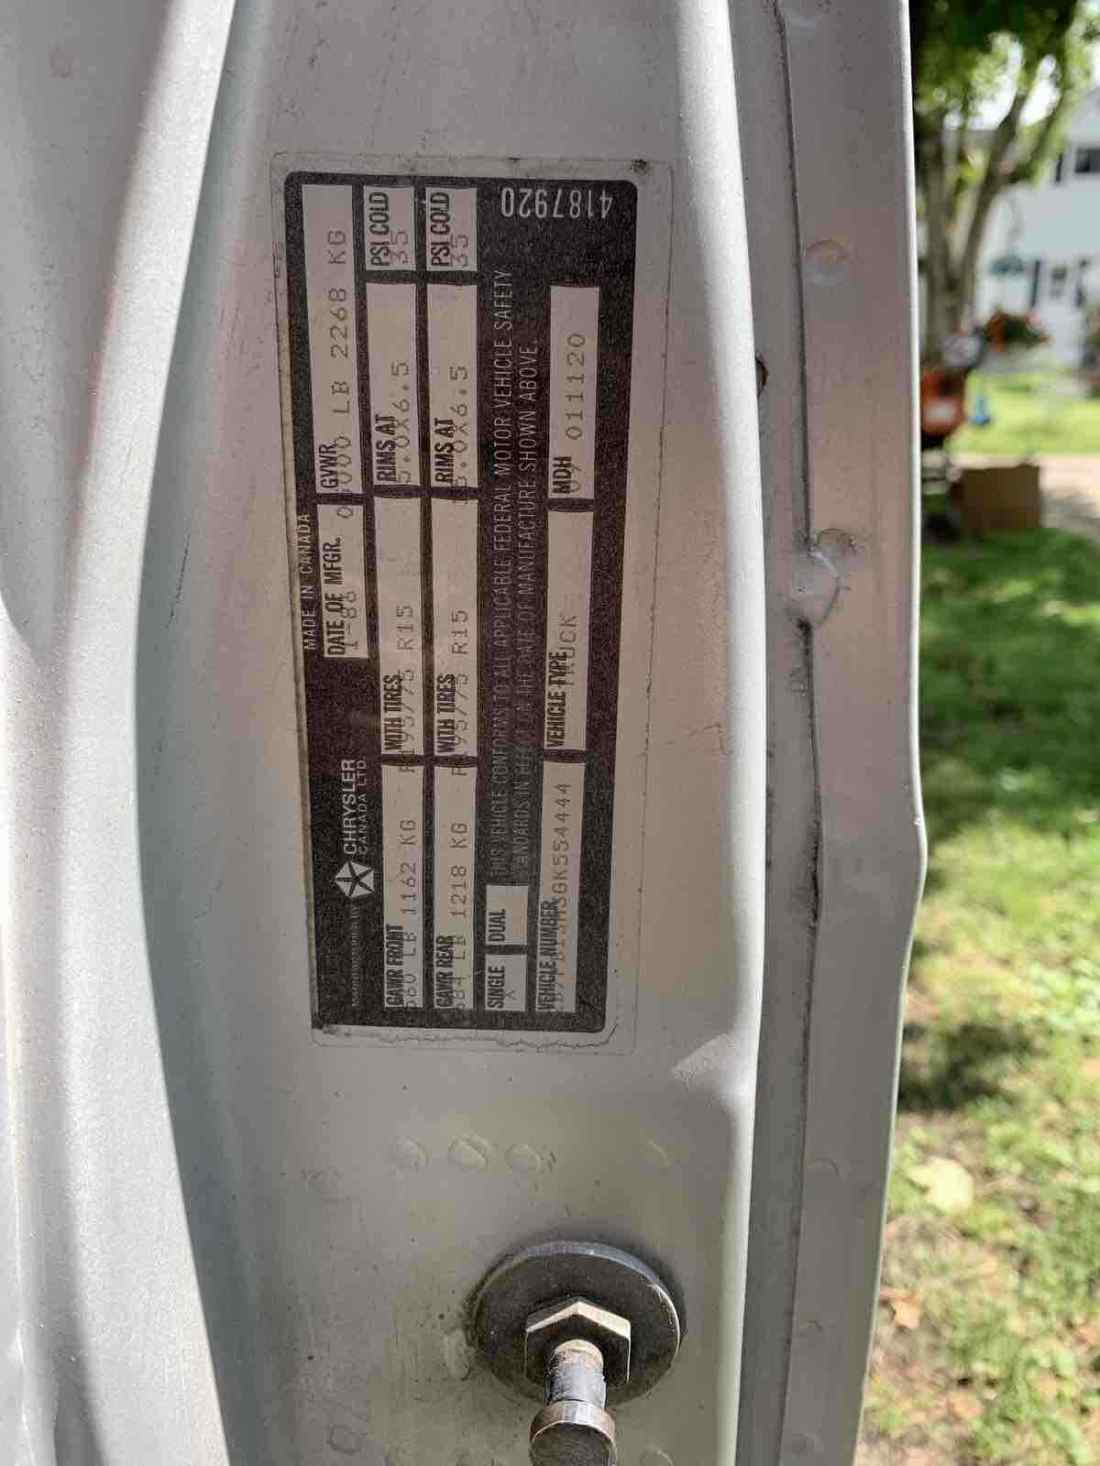 MADE IN CANADA
CHRYSLER
CANADA LTD.
DATE OF MFGR.
GVWR
LB 2268 KG
GAWR FRONT
LB 1162 KG
WITH TIRES
R15
RIMS AT
PSI COLD
35
GAWR REAR
LB 1218 KG
WITH TIRES
R15
RIMS AT
PSI COLD
35
SINGLE
X
DUAL
THIS VEHICLE CONFORMS TO ALL APPLICABLE FEDERAL MOTOR VEHICLE SAFETY
STANDARDS IN EFFECT ON THE DATE OF MANUFACTURE SHOWN ABOVE.
VEHICLE NUMBER
VEHICLE TYPE
TRUCK
MDH
011120
4187920